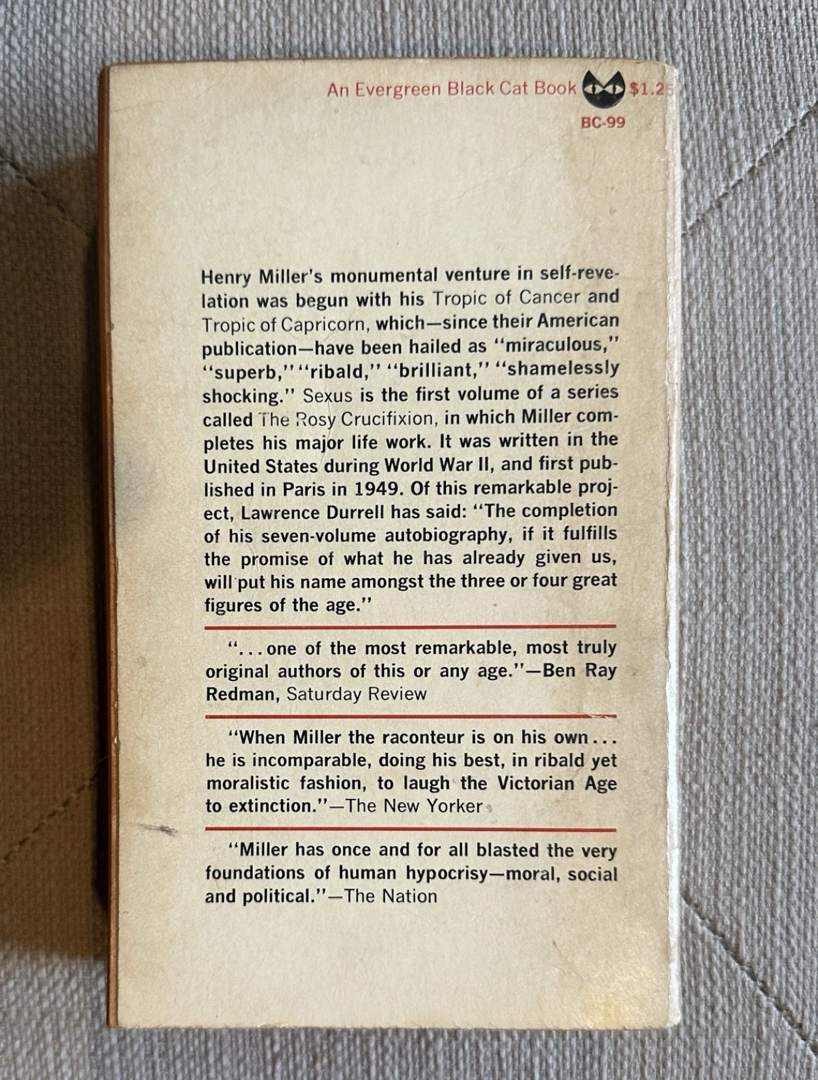 An Evergreen Black Cat Book $1.25
BC-99
Henry Miller's monumental venture in self-reve-
lation was begun with his Tropic of Cancer and
Tropic of Capricorn, which—since their American
publication—have been hailed as “miraculous,”
“superb,” “ribald,” “brilliant,” “shamelessly
shocking.” Sexus is the first volume of a series
called The Rosy Crucifixion, in which Miller com-
pletes his major life work. It was written in the
United States during World War II, and first pub-
lished in Paris in 1949. Of this remarkable proj-
ect, Lawrence Durrell has said: “The completion
of his seven-volume autobiography, if it fulfills
the promise of what he has already given us,
will put his name amongst the three or four great
figures of the age.”
“...one of the most remarkable, most truly
original authors of this or any age.”—Ben Ray
Redman, Saturday Review
“When Miller the raconteur is on his own...
he is incomparable, doing his best, in ribald yet
moralistic fashion, to laugh the Victorian Age
to extinction.”—The New Yorker
“Miller has once and for all blasted the very
foundations of human hypocrisy—moral, social
and political.”—The Nation